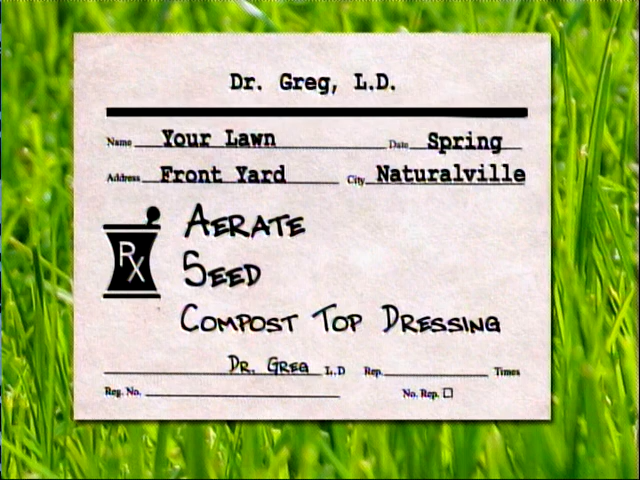 Dr. Greg, L.D.
Name Your Lawn Date Spring
Address Front Yard City Naturalville
RX AERATE
SEED
COMPOST TOP DRESSING
DR. GREG L.D Rep. Times
Reg. No. No. Rep. ☐